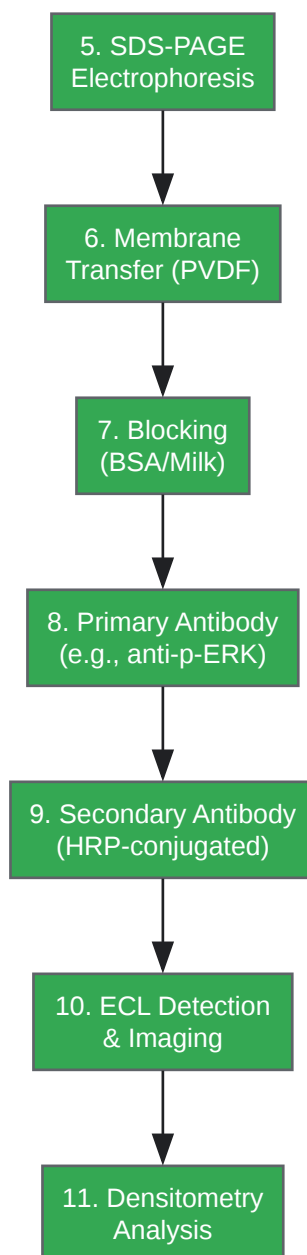 5. SDS-PAGE
Electrophoresis
6. Membrane
Transfer (PVDF)
7. Blocking
(BSA/Milk)
8. Primary Antibody
(e.g., anti-p-ERK)
9. Secondary Antibody
(HRP-conjugated)
10. ECL Detection
& Imaging
11. Densitometry
Analysis